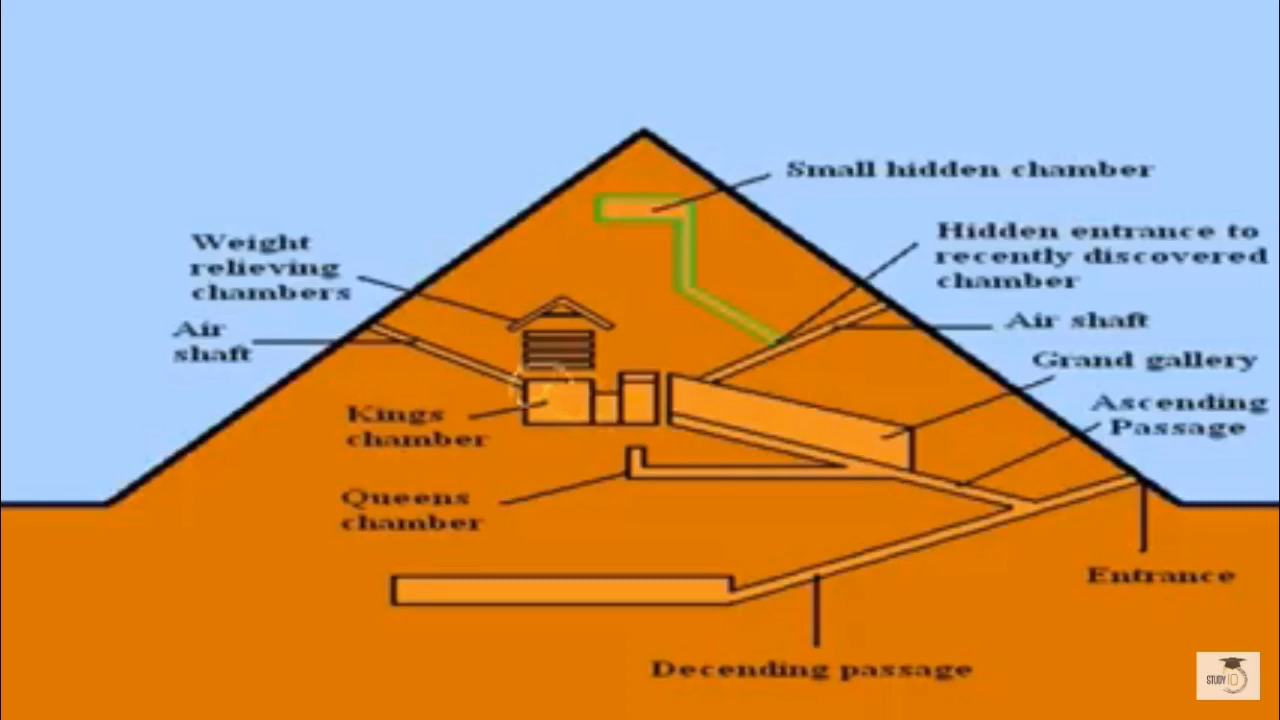 Small hidden chamber
Hidden entrance to
recently discovered
chamber
Weight
relieving
chambers
Air
shaft
Air shaft
Grand gallery
Ascending
Passage
Kings
chamber
Queens
chamber
Entrance
Decending passage
STUDY IQ